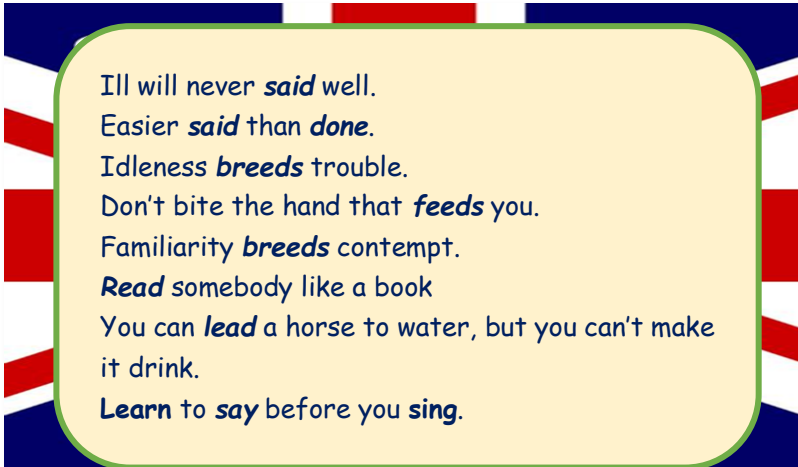 Ill will never said well.
Easier said than done.
Idleness breeds trouble.
Don't bite the hand that feeds you.
Familiarity breeds contempt.
Read somebody like a book
You can lead a horse to water, but you can't make
it drink.
Learn to say before you sing.